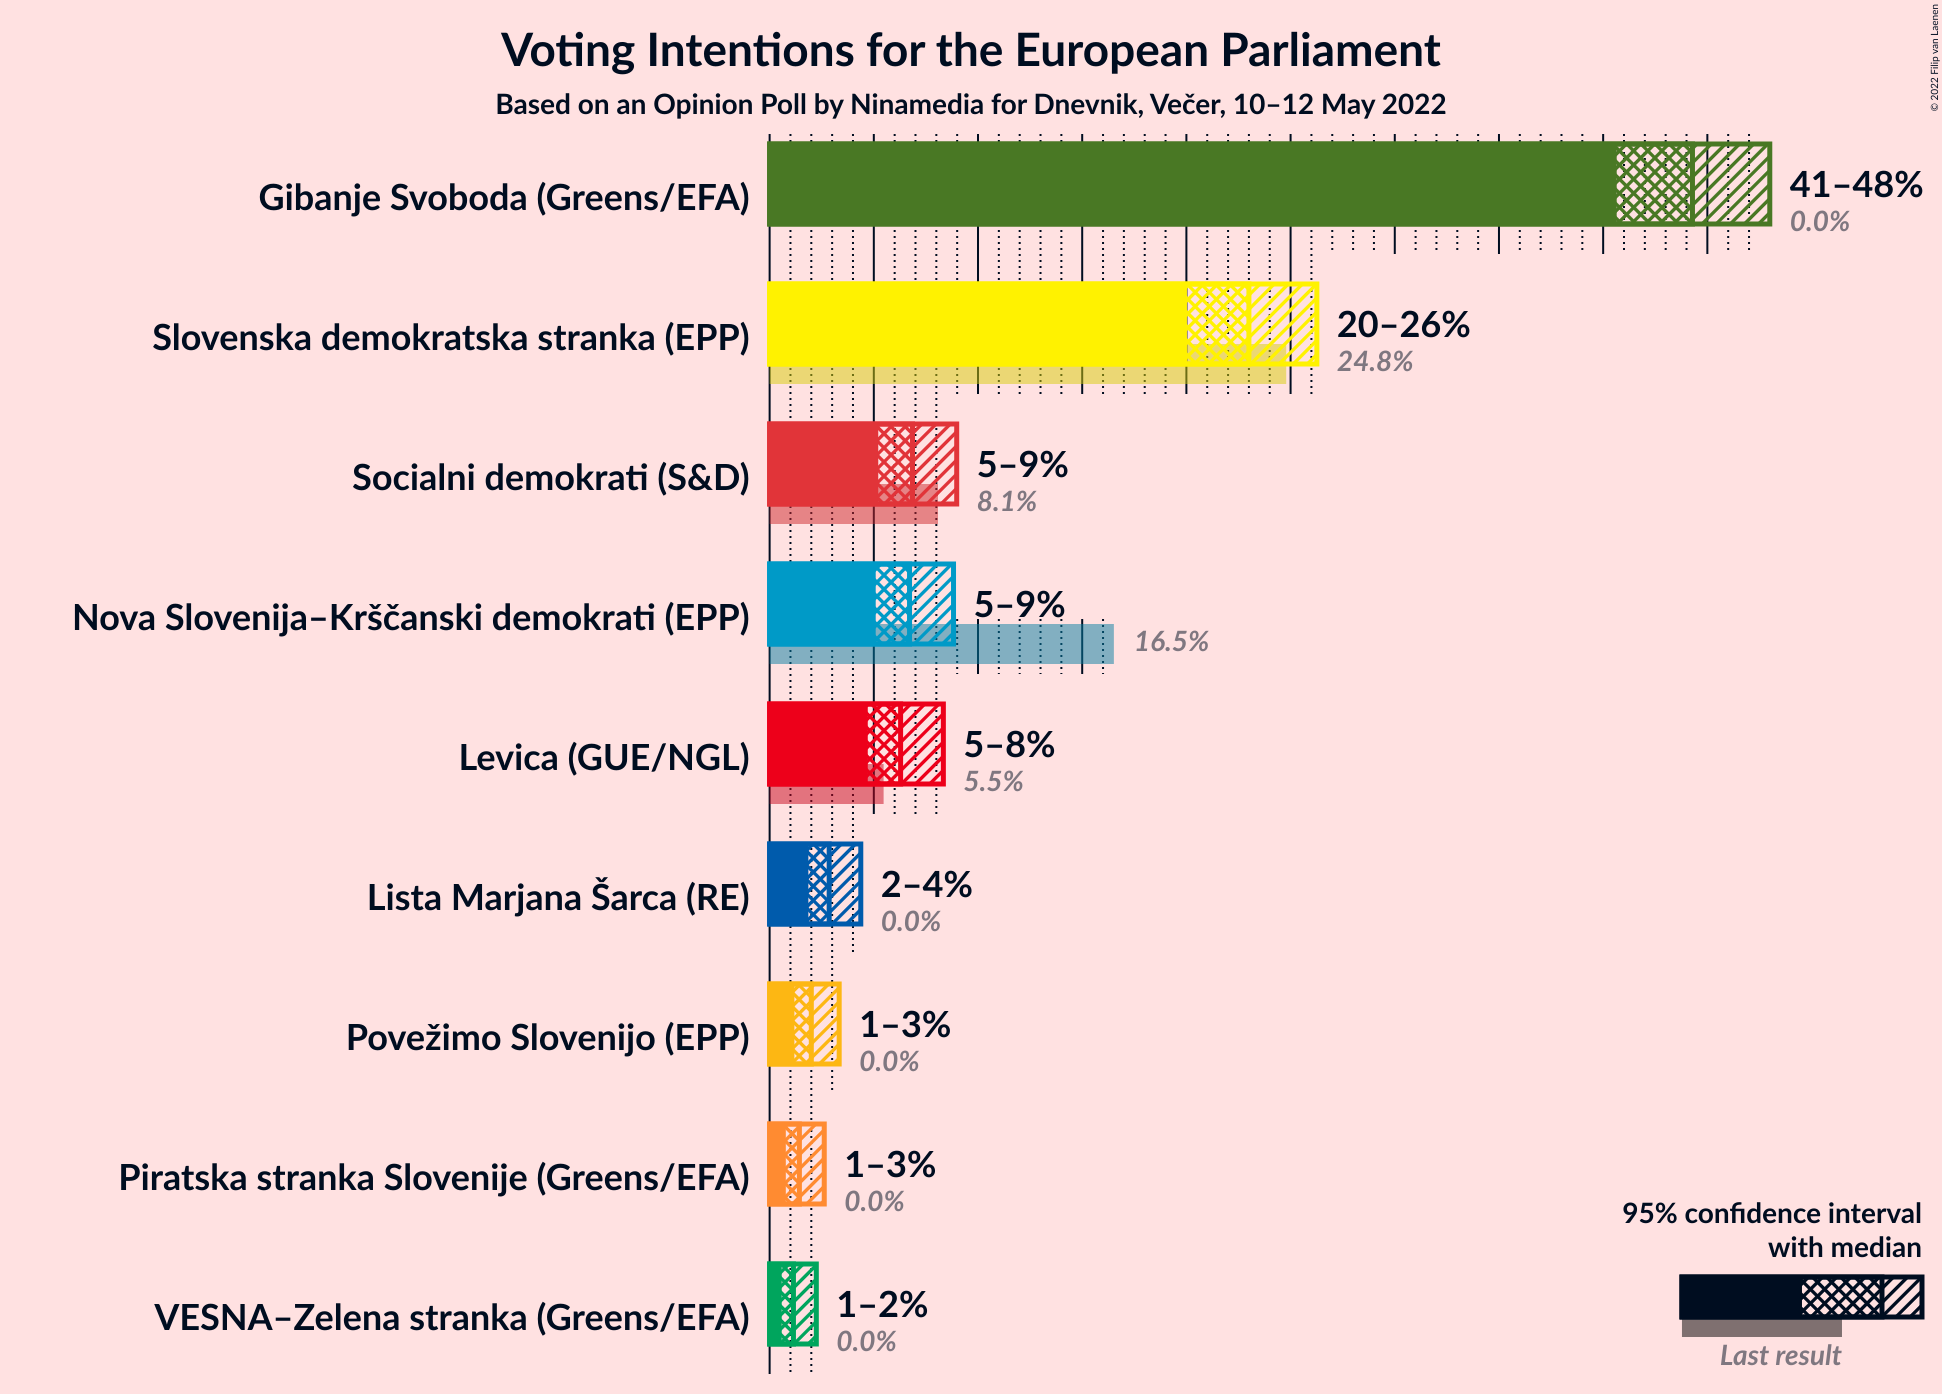 Voting Intentions for the European Parliament
Based on an Opinion Poll by Ninamedia for Dnevnik, Večer, 10–12 May 2022
© 2022 Filip van Laenen
Gibanje Svoboda (Greens/EFA)
41–48%
0.0%
Slovenska demokratska stranka (EPP)
20–26%
24.8%
Socialni demokrati (S&D)
5–9%
8.1%
Nova Slovenija–Krščanski demokrati (EPP)
5–9%
16.5%
Levica (GUE/NGL)
5–8%
5.5%
Lista Marjana Šarca (RE)
2–4%
0.0%
Povežimo Slovenijo (EPP)
1–3%
0.0%
Piratska stranka Slovenije (Greens/EFA)
1–3%
0.0%
VESNA–Zelena stranka (Greens/EFA)
1–2%
0.0%
95% confidence interval
with median
Last result